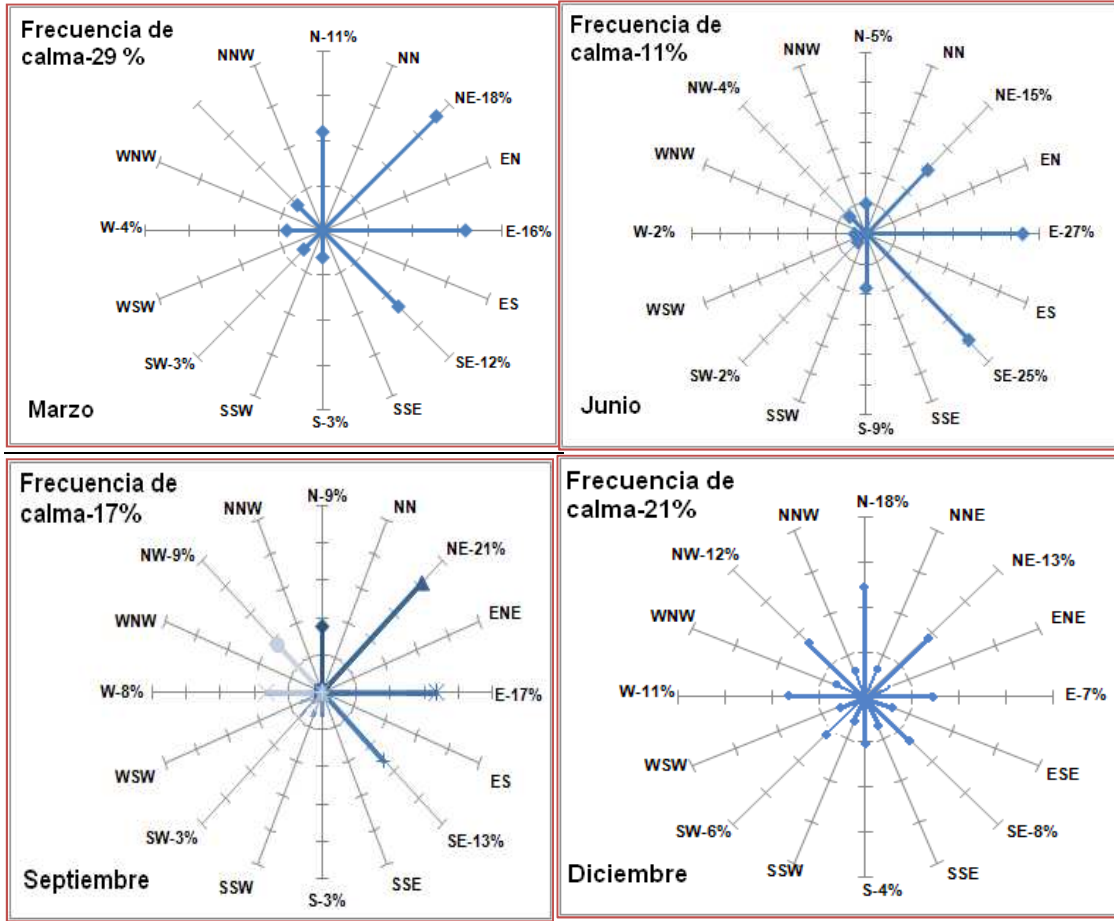 Frecuencia de
calma-29 %
N-11%
NN
NE-18%
EN
E-16%
ES
SE-12%
SSE
S-3%
SSW
SW-3%
WSW
W-4%
WNW
NNW
Marzo
Frecuencia de
calma-11%
N-5%
NN
NE-15%
EN
E-27%
ES
SE-25%
SSE
S-9%
SSW
SW-2%
WSW
W-2%
WNW
NW-4%
NNW
Junio
Frecuencia de
calma-17%
N-9%
NN
NE-21%
ENE
E-17%
ES
SE-13%
SSE
S-3%
SSW
SW-3%
WSW
W-8%
WNW
NW-9%
NNW
Septiembre
Frecuencia de
calma-21%
N-18%
NNE
NE-13%
ENE
E-7%
ESE
SE-8%
SSE
S-4%
SSW
SW-6%
WSW
W-11%
WNW
NW-12%
NNW
Diciembre